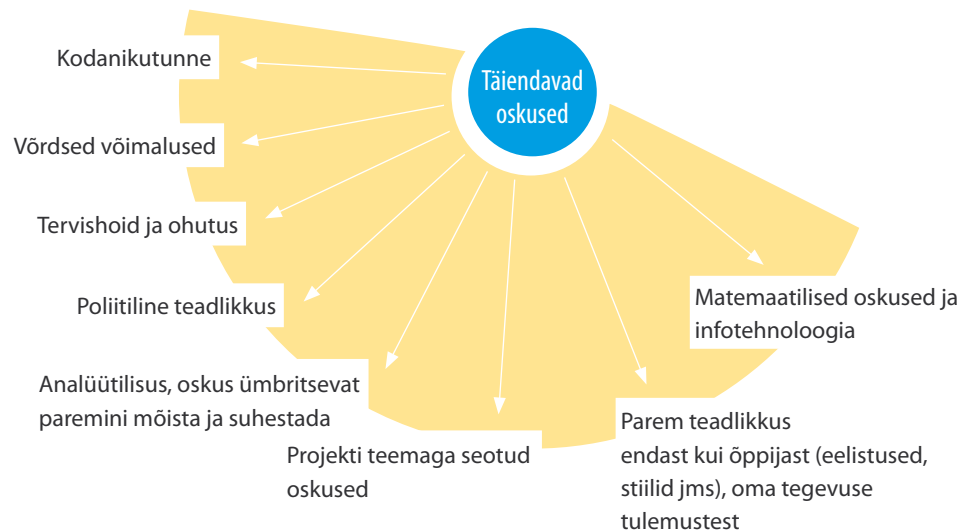 Täiendavad
oskused
Kodanikutunne
Võrdsed võimalused
Tervishoid ja ohutus
Poliitiline teadlikkus
Analüütilisus, oskus ümbritsevat
paremini mõista ja suhestada
Projekti teemaga seotud
oskused
Parem teadlikkus
endast kui õppijast (eelistused,
stiilid jms), oma tegevuse
tulemustest
Matemaatilised oskused ja
infotehnoloogia